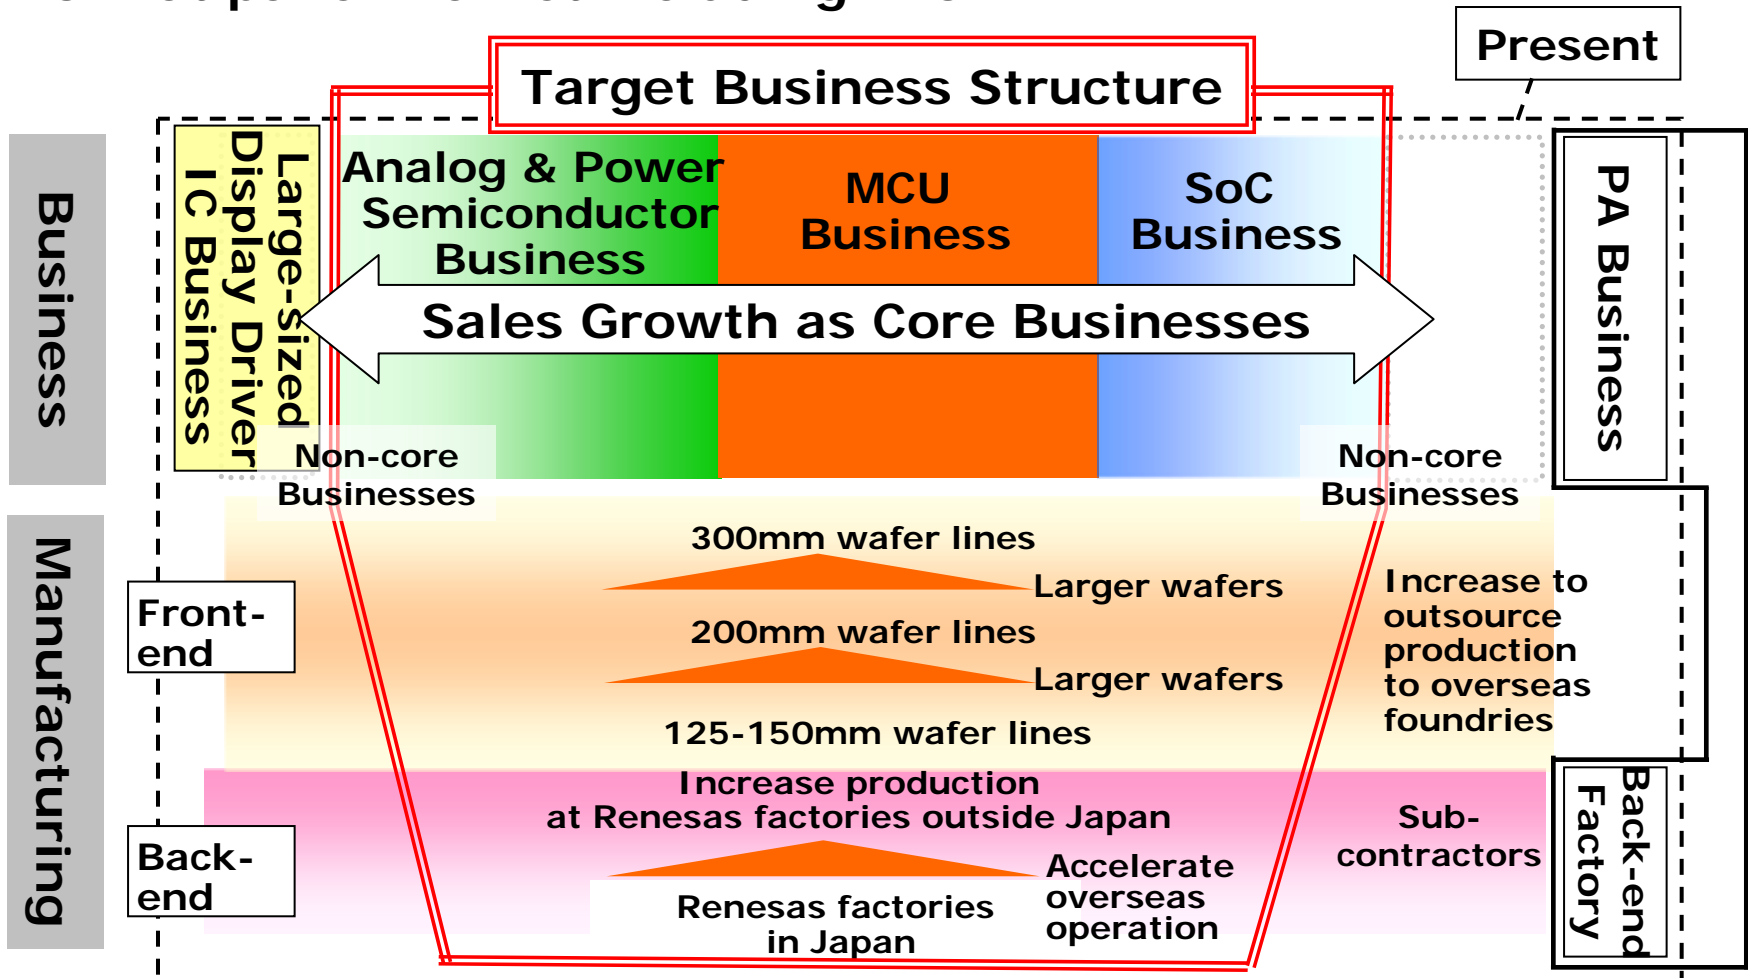 Present
Target Business Structure
Business
Large-sized
Display Driver
IC Business
Analog & Power
Semiconductor
Business
MCU
Business
SoC
Business
PA Business
Sales Growth as Core Businesses
Non-core
Businesses
Non-core
Businesses
Manufacturing
Front-
end
300mm wafer lines
Larger wafers
200mm wafer lines
Larger wafers
125-150mm wafer lines
Increase to
outsource
production
to overseas
foundries
Back-
end
Increase production
at Renesas factories outside Japan
Accelerate
overseas
operation
Renesas factories
in Japan
Sub-
contractors
Back-end
Factory